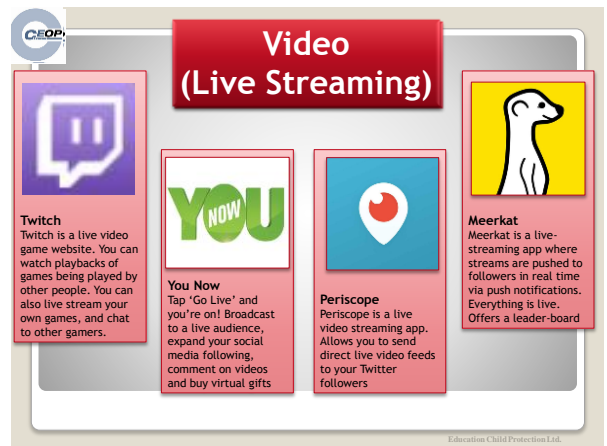 CEOP
Video
(Live Streaming)
Twitch
Twitch is a live video
game website. You can
watch playbacks of
games being played by
other people. You can
also live stream your
own games, and chat
to other gamers.
YOU
NOW
You Now
Tap ‘Go Live’ and
you’re on! Broadcast
to a live audience,
expand your social
media following,
comment on videos
and buy virtual gifts
Periscope
Periscope is a live
video streaming app.
Allows you to send
direct live video feeds
to your Twitter
followers
Meerkat
Meerkat is a live-
streaming app where
streams are pushed to
followers in real time
via push notifications.
Everything is live.
Offers a leader-board
Education Child Protection Ltd.